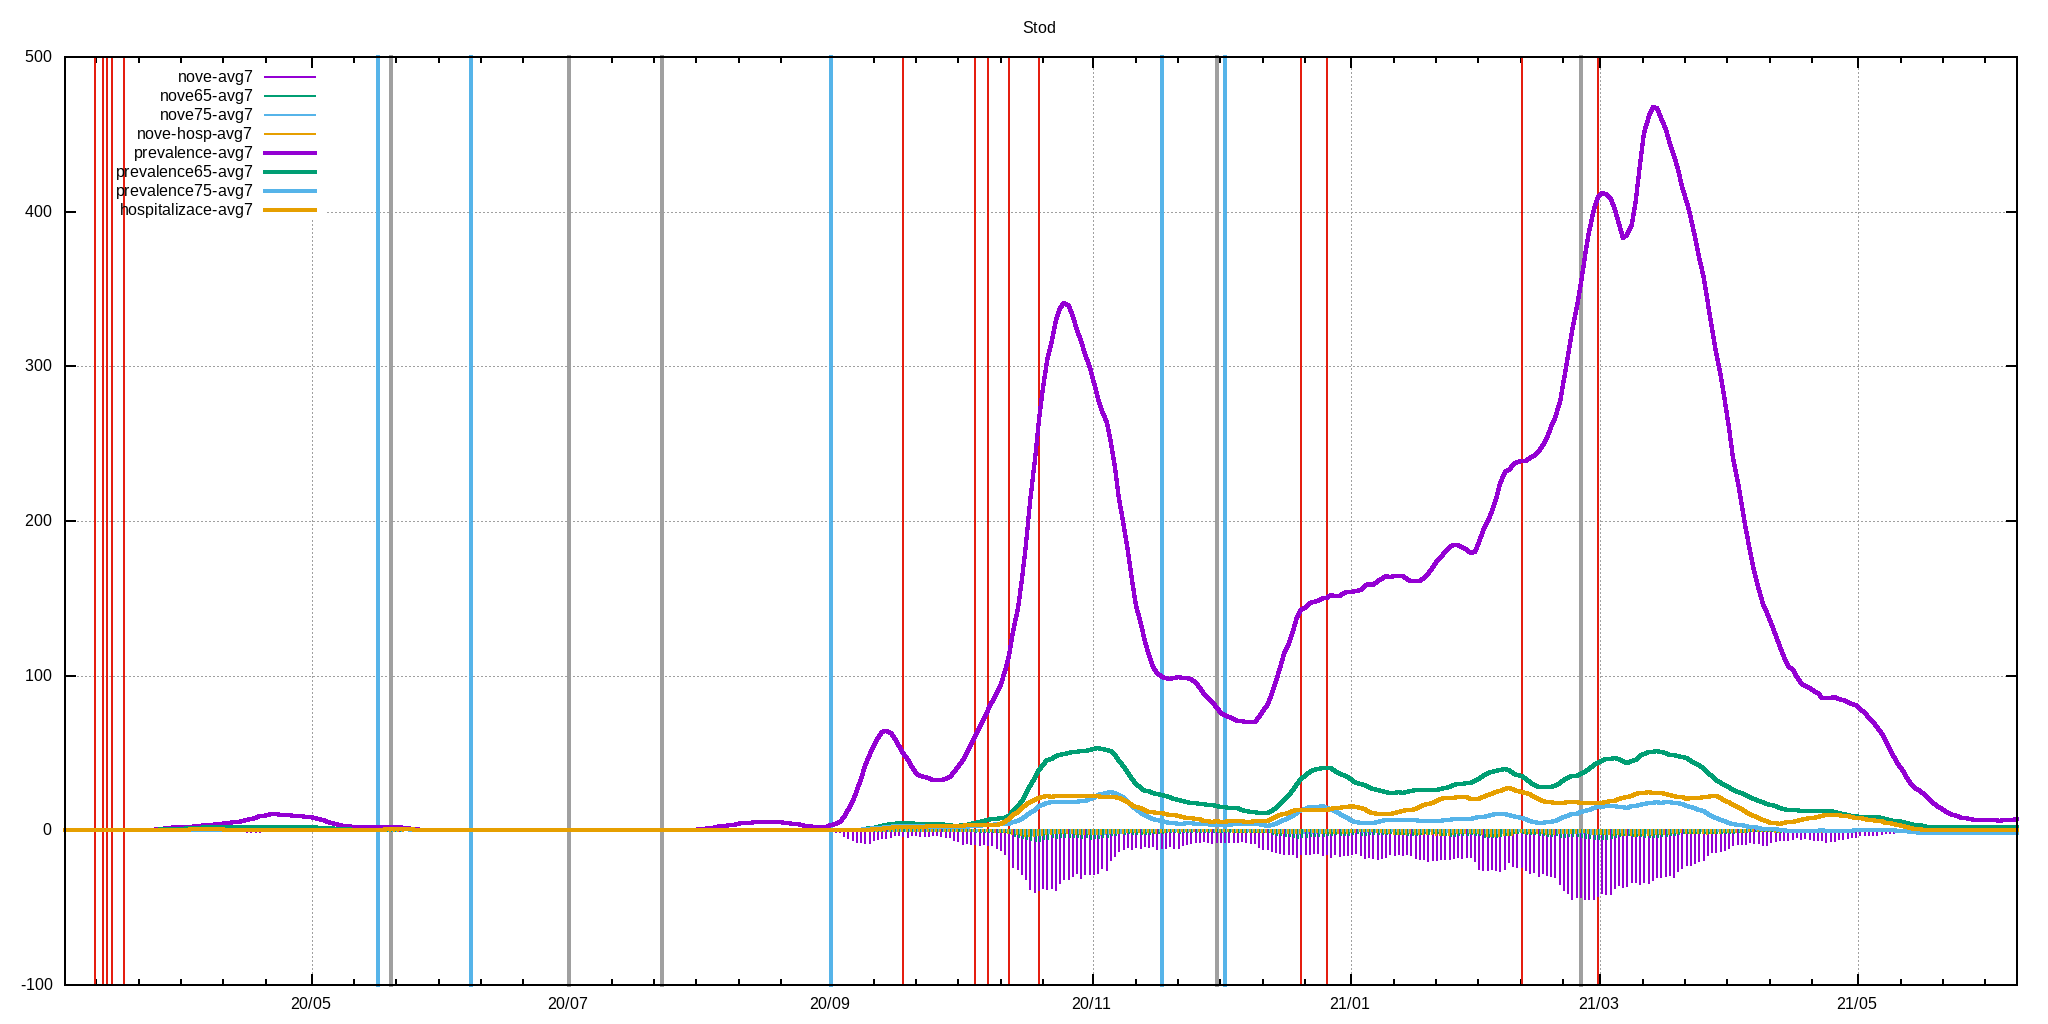 Stod
500
400
300
200
100
0
-100
nove-avg7
nove65-avg7
nove75-avg7
nove-hosp-avg7
prevalence-avg7
prevalence65-avg7
prevalence75-avg7
hospitalizace-avg7
20/05 20/07 20/09 20/11 21/01 21/03 21/05